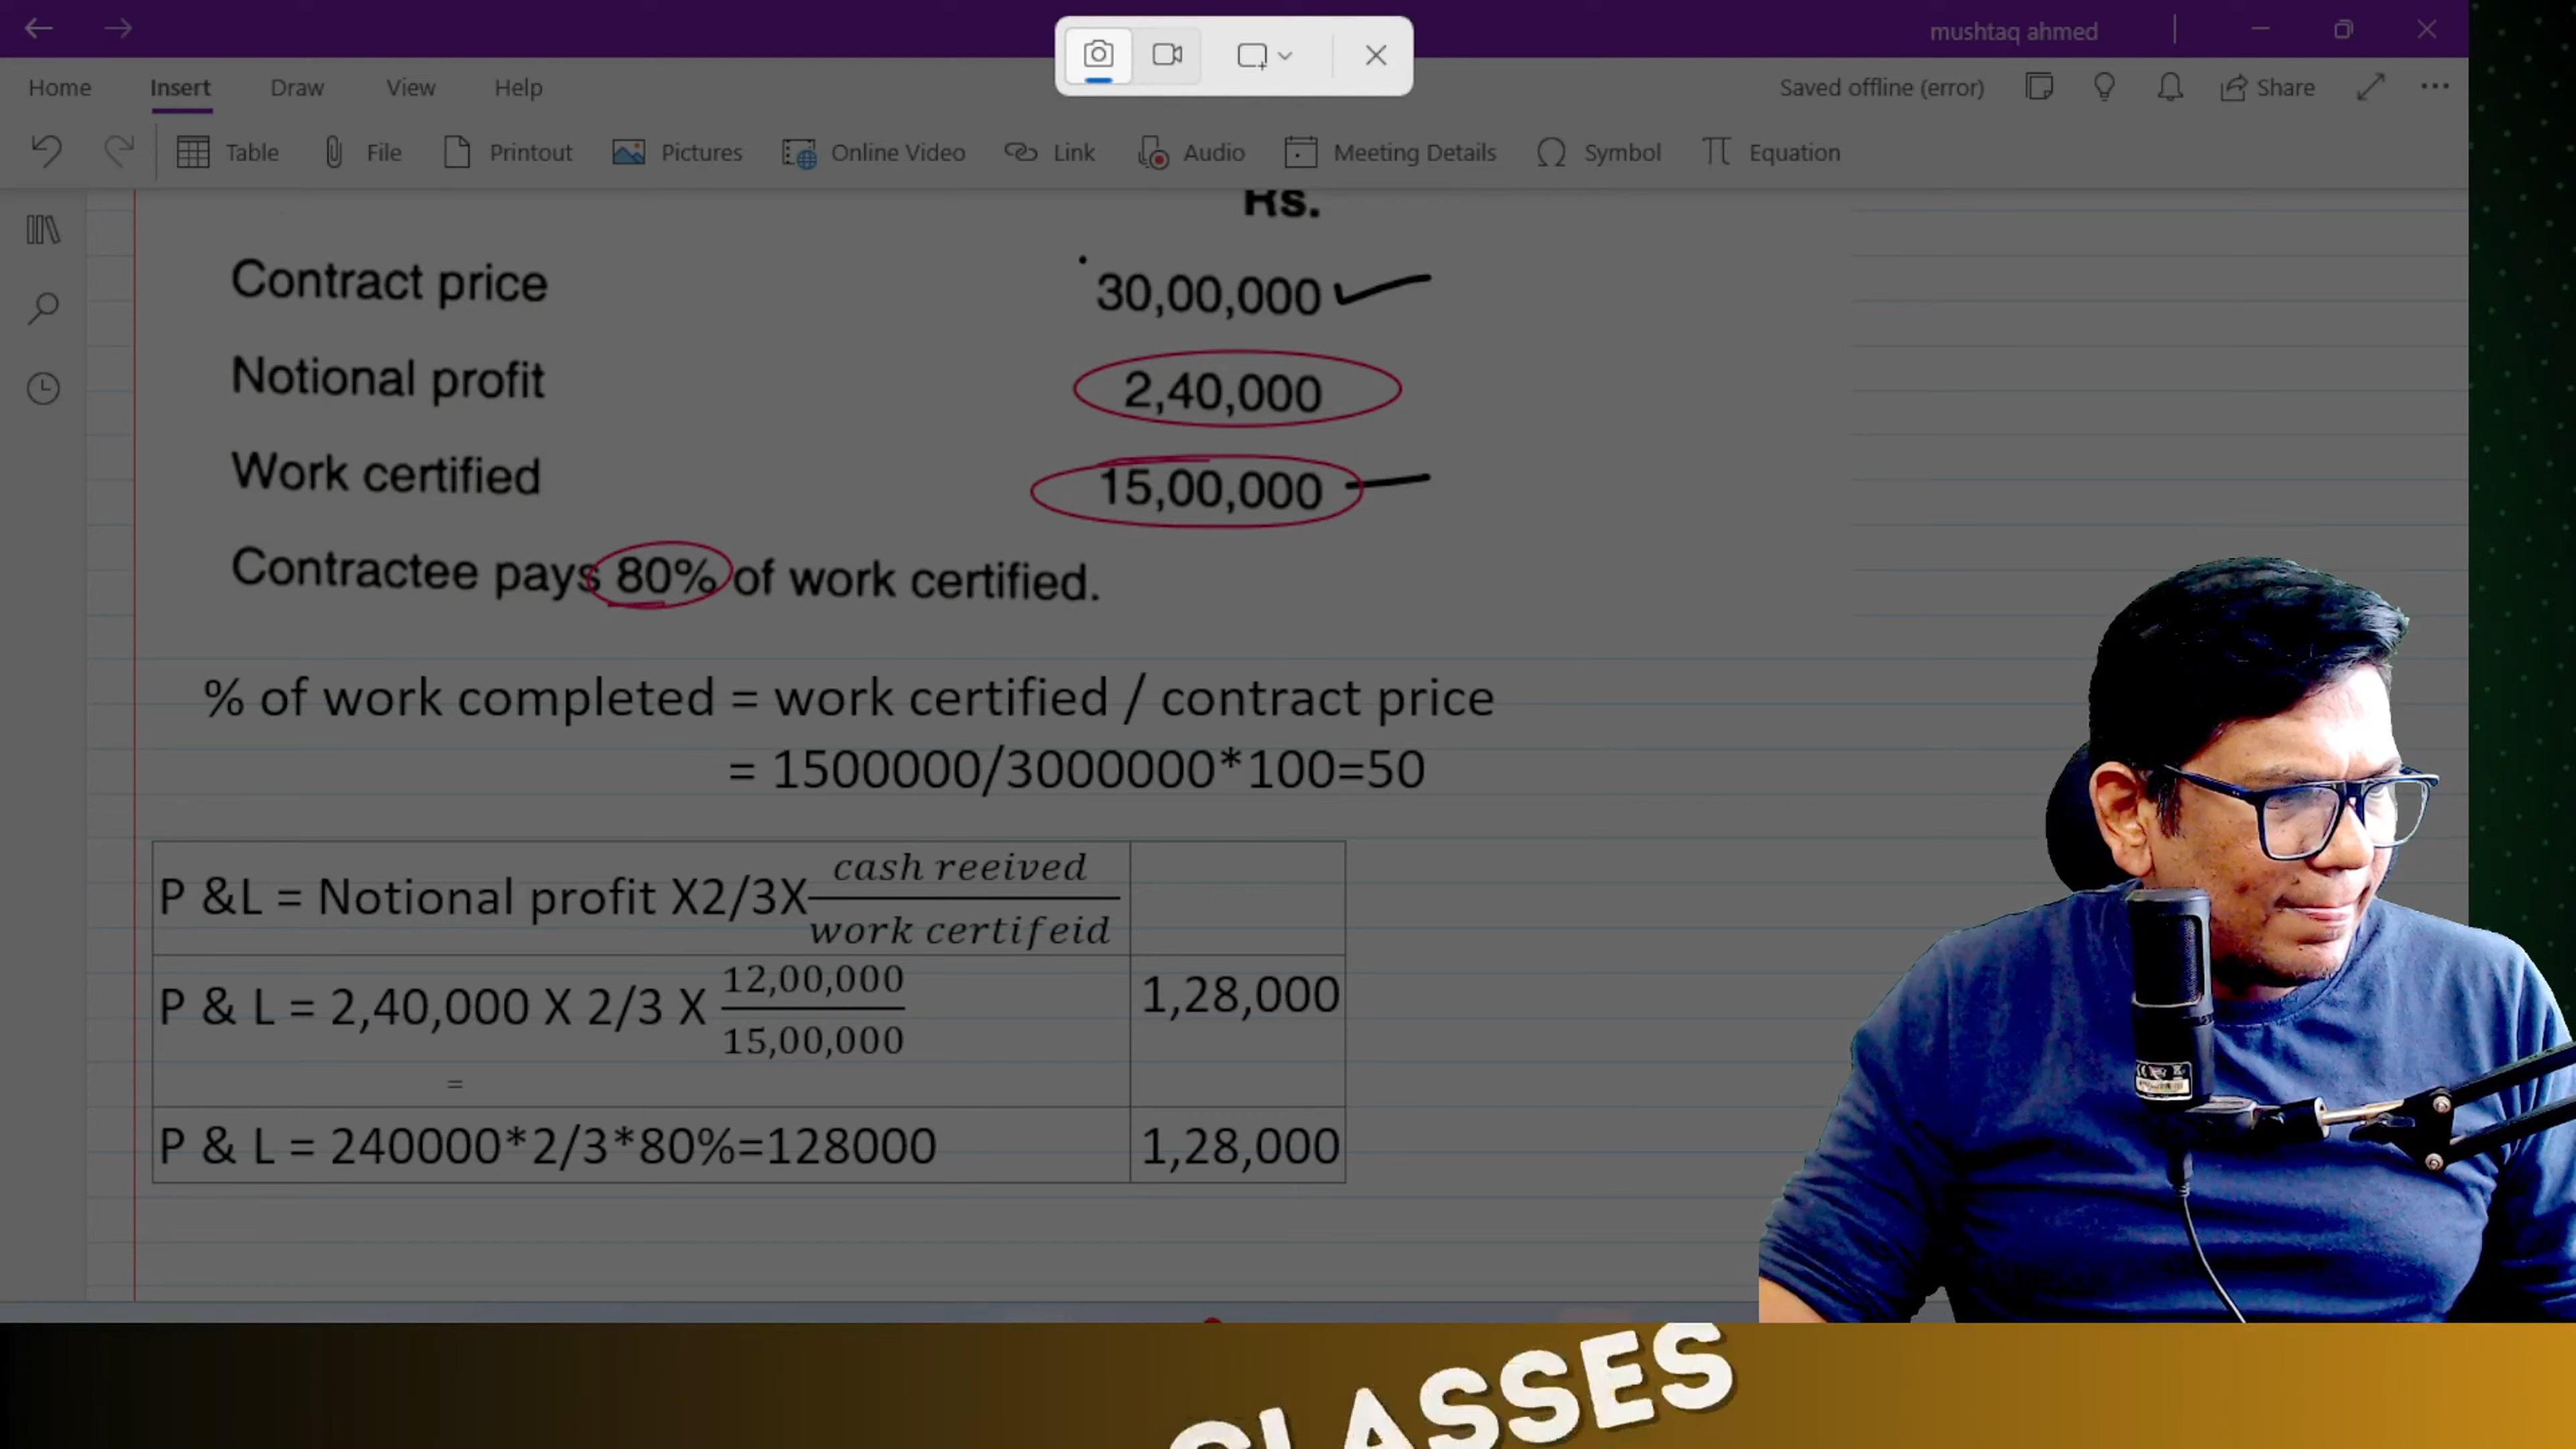 mushtaq ahmed
Home Insert Draw View Help Saved offline (error) Share
Table File Printout Pictures Online Video Link Audio Meeting Details Symbol Equation
Rs.
Contract price 30,00,000
Notional profit 2,40,000
Work certified 15,00,000
Contractee pays 80% of work certified.
% of work completed = work certified / contract price
= 1500000/3000000*100=50
P &L = Notional profit X2/3X cash reeived / work certifeid
P & L = 2,40,000 X 2/3 X 12,00,000 / 15,00,000 1,28,000
=
P & L = 240000*2/3*80%=128000 1,28,000
CLASSES